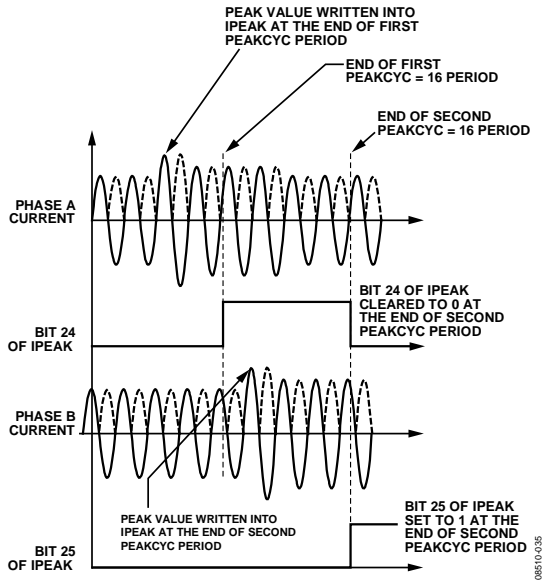 PEAK VALUE WRITTEN INTO
IPEAK AT THE END OF FIRST
PEAKCYC PERIOD
END OF FIRST
PEAKCYC = 16 PERIOD
END OF SECOND
PEAKCYC = 16 PERIOD
PHASE A
CURRENT
BIT 24 OF IPEAK
CLEARED TO 0 AT
THE END OF SECOND
PEAKCYC PERIOD
BIT 24
OF IPEAK
PHASE B
CURRENT
PEAK VALUE WRITTEN INTO
IPEAK AT THE END OF SECOND
PEAKCYC PERIOD
BIT 25 OF IPEAK
SET TO 1 AT THE
END OF SECOND
PEAKCYC PERIOD
BIT 25
OF IPEAK
08510-035